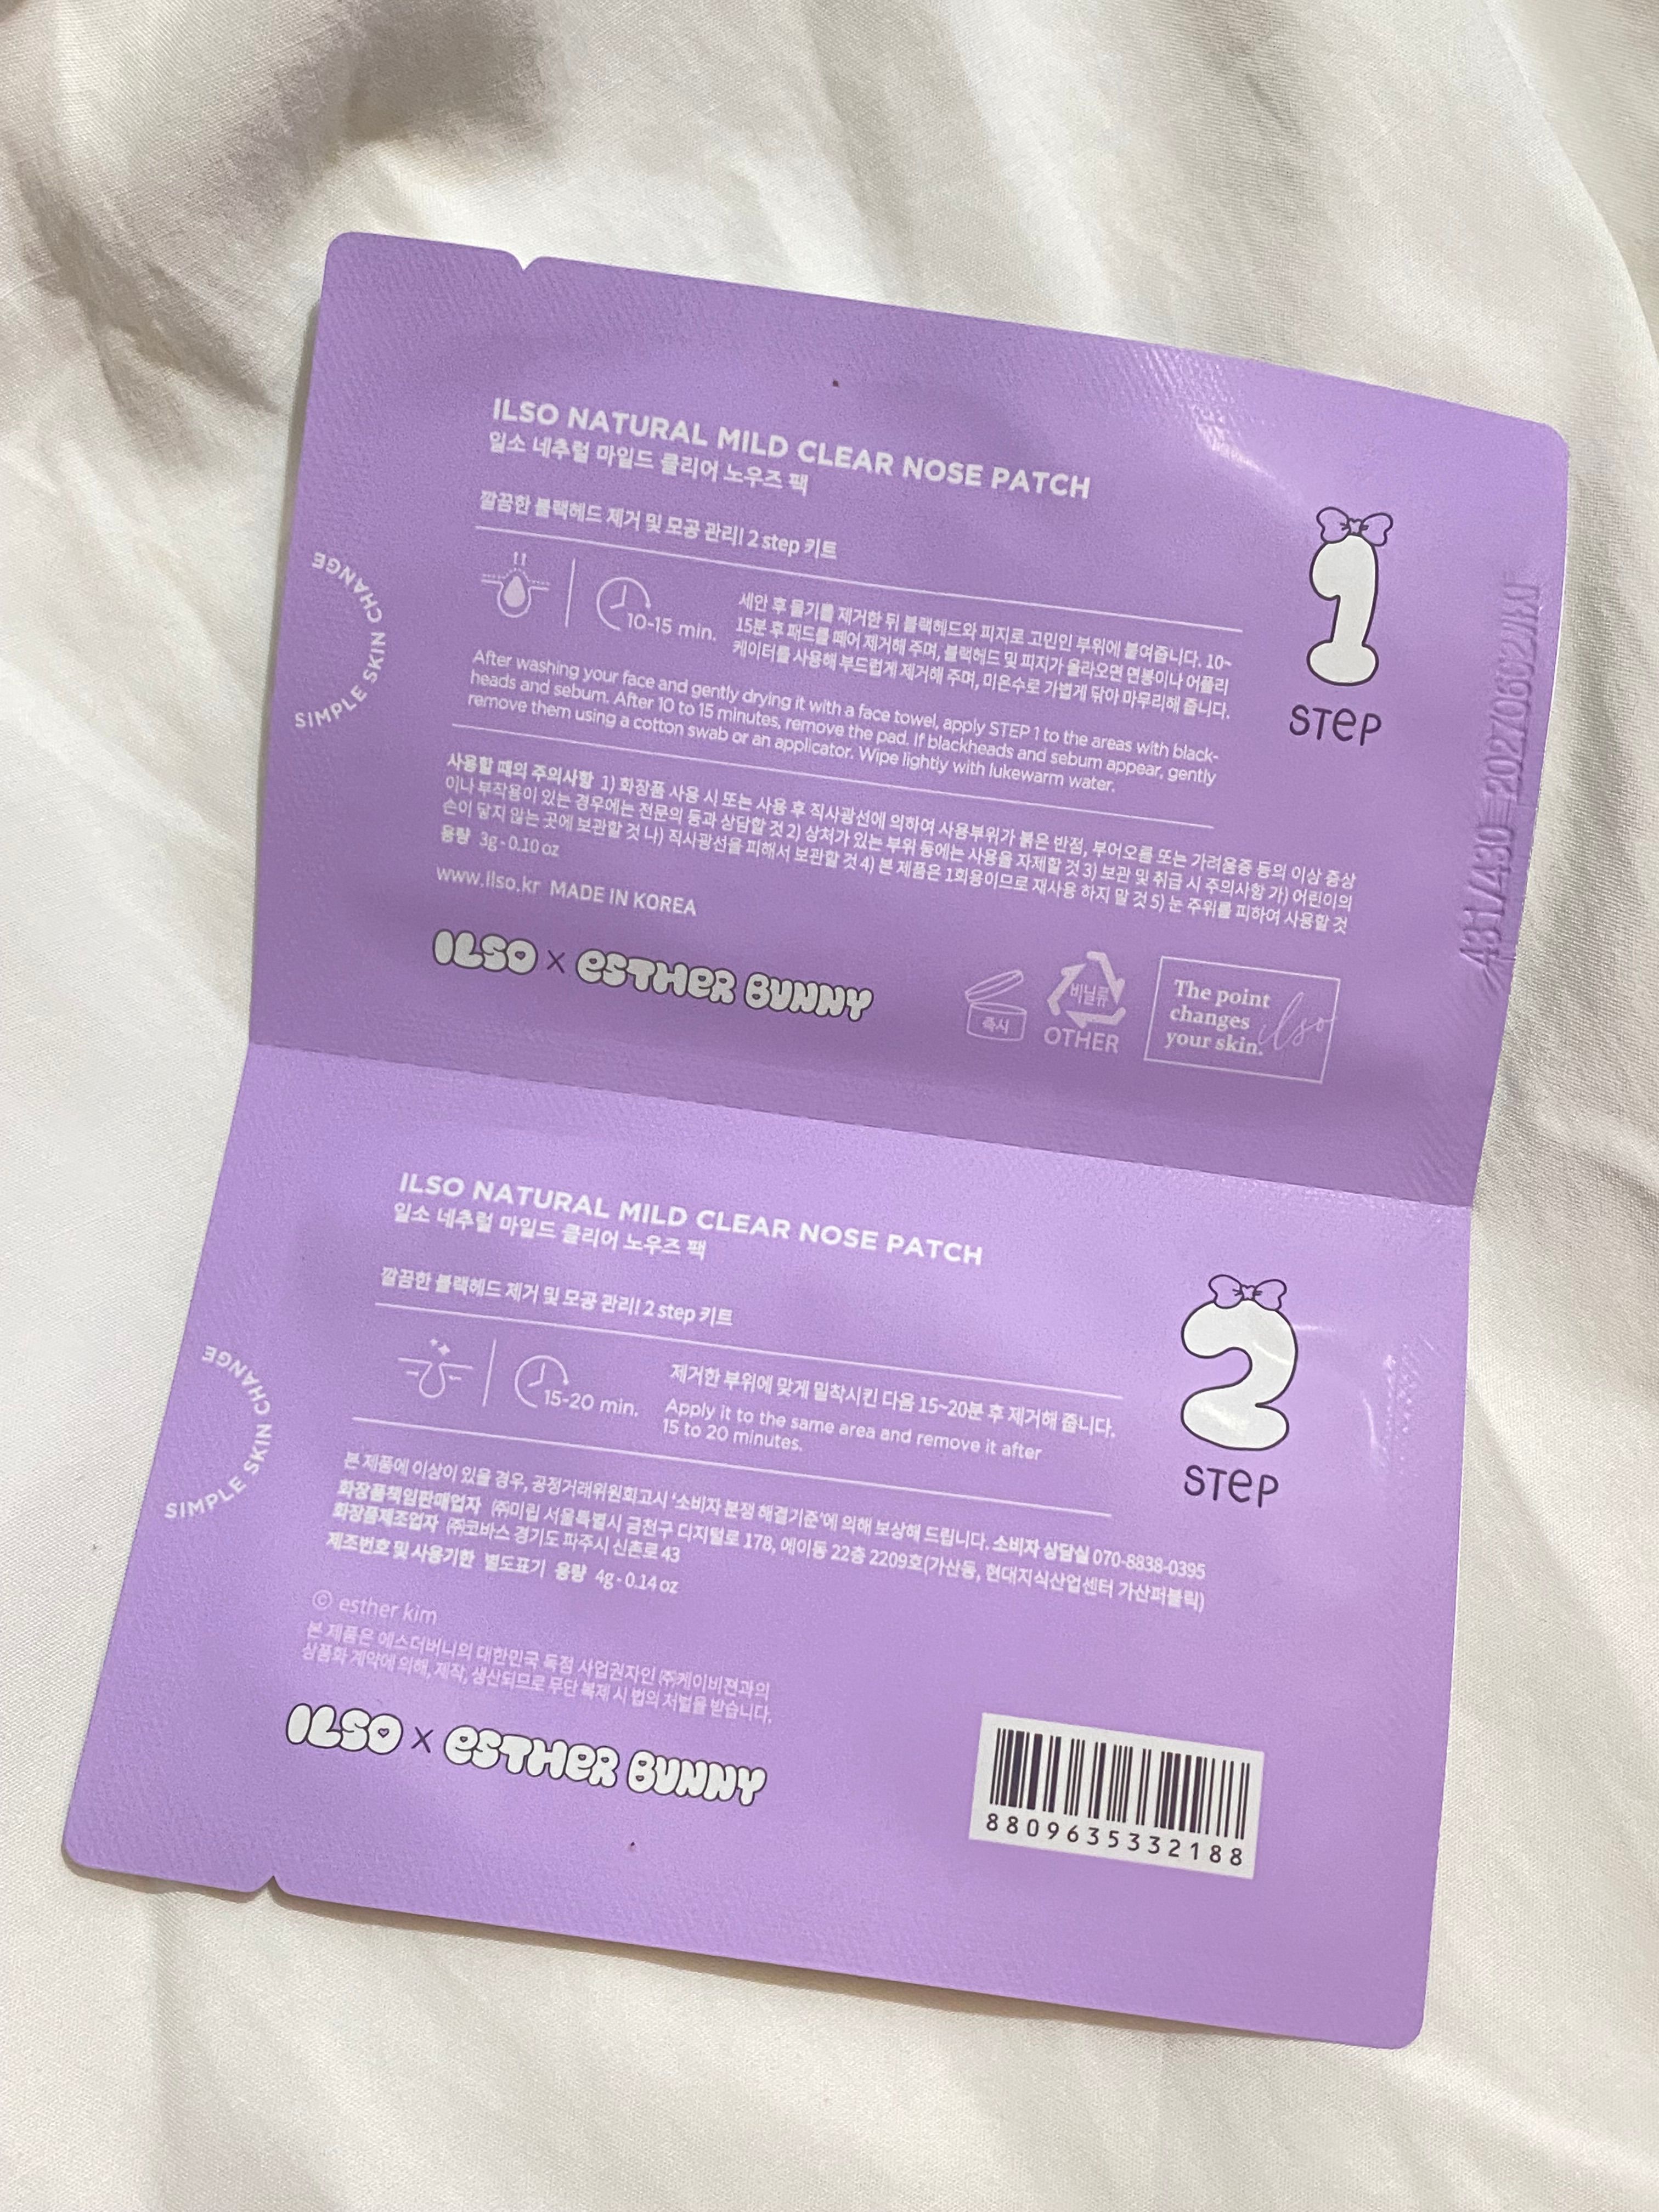 ILSO NATURAL MILD CLEAR NOSE PATCH
일소 네추럴 마일드 클리어 노우즈 팩
깔끔한 블랙헤드 제거 및 모공 관리! 2 step 키트
10-15 min.
세안 후 물기를 제거한 뒤 블랙헤드와 피지로 고민인 부위에 붙여줍니다. 10~
15분 후 패드를 떼어 제거해 주며, 블랙헤드 및 피지가 올라오면 면봉이나 어플리
케이터를 사용해 부드럽게 제거해 주며, 미온수로 가볍게 닦아 마무리해 줍니다.
After washing your face and gently drying it with a face towel, apply STEP 1 to the areas with black-
heads and sebum. After 10 to 15 minutes, remove the pad. If blackheads and sebum appear, gently
remove them using a cotton swab or an applicator. Wipe lightly with lukewarm water.
1
STEP
SIMPLE SKIN CHANGE
사용할 때의 주의사항 1) 화장품 사용 시 또는 사용 후 직사광선에 의하여 사용부위가 붉은 반점, 부어오름 또는 가려움증 등의 이상 증상
이나 부작용이 있는 경우에는 전문의 등과 상담할 것 2) 상처가 있는 부위 등에는 사용을 자제할 것 3) 보관 및 취급 시 주의사항 가) 어린이의
손이 닿지 않는 곳에 보관할 것 나) 직사광선을 피해서 보관할 것 4) 본 제품은 1회용이므로 재사용 하지 말 것 5) 눈 주위를 피하여 사용할 것
용량 3g - 0.10 oz
www.ilso.kr MADE IN KOREA
ILSO x ESTHER BUNNY
즉시
비닐류
OTHER
The point
changes
your skin.
ilso
ILSO NATURAL MILD CLEAR NOSE PATCH
일소 네추럴 마일드 클리어 노우즈 팩
깔끔한 블랙헤드 제거 및 모공 관리! 2 step 키트
15-20 min.
제거한 부위에 맞게 밀착시킨 다음 15~20분 후 제거해 줍니다.
Apply it to the same area and remove it after
15 to 20 minutes.
2
STEP
SIMPLE SKIN CHANGE
본 제품에 이상이 있을 경우, 공정거래위원회고시 '소비자 분쟁 해결기준'에 의해 보상해 드립니다. 소비자 상담실 070-8838-0395
화장품책임판매업자 ㈜미립 서울특별시 금천구 디지털로 178, 에이동 22층 2209호(가산동, 현대지식산업센터 가산퍼블릭)
화장품제조업자 ㈜코바스 경기도 파주시 신촌로 43
제조번호 및 사용기한 별도표기 용량 4g - 0.14 oz
© esther kim
본 제품은 에스더버니의 대한민국 독점 사업권자인 ㈜케이비젼과의
상품화 계약에 의해, 제작, 생산되므로 무단 복제 시 법의 처벌을 받습니다.
ILSO x ESTHER BUNNY
8809635332188